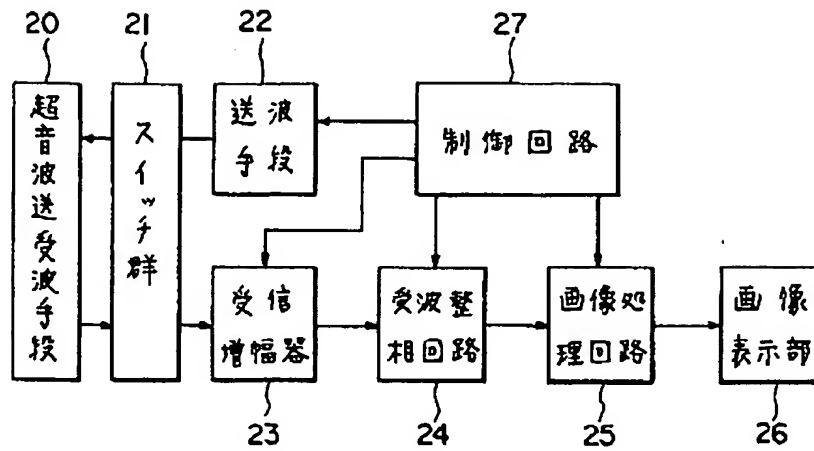 20
21
22
27
超音波送受波手段
スイッチ群
送波
手段
制御回路
受信
増幅器
受波整
相回路
画像処
理回路
画像
表示部
23
24
25
26